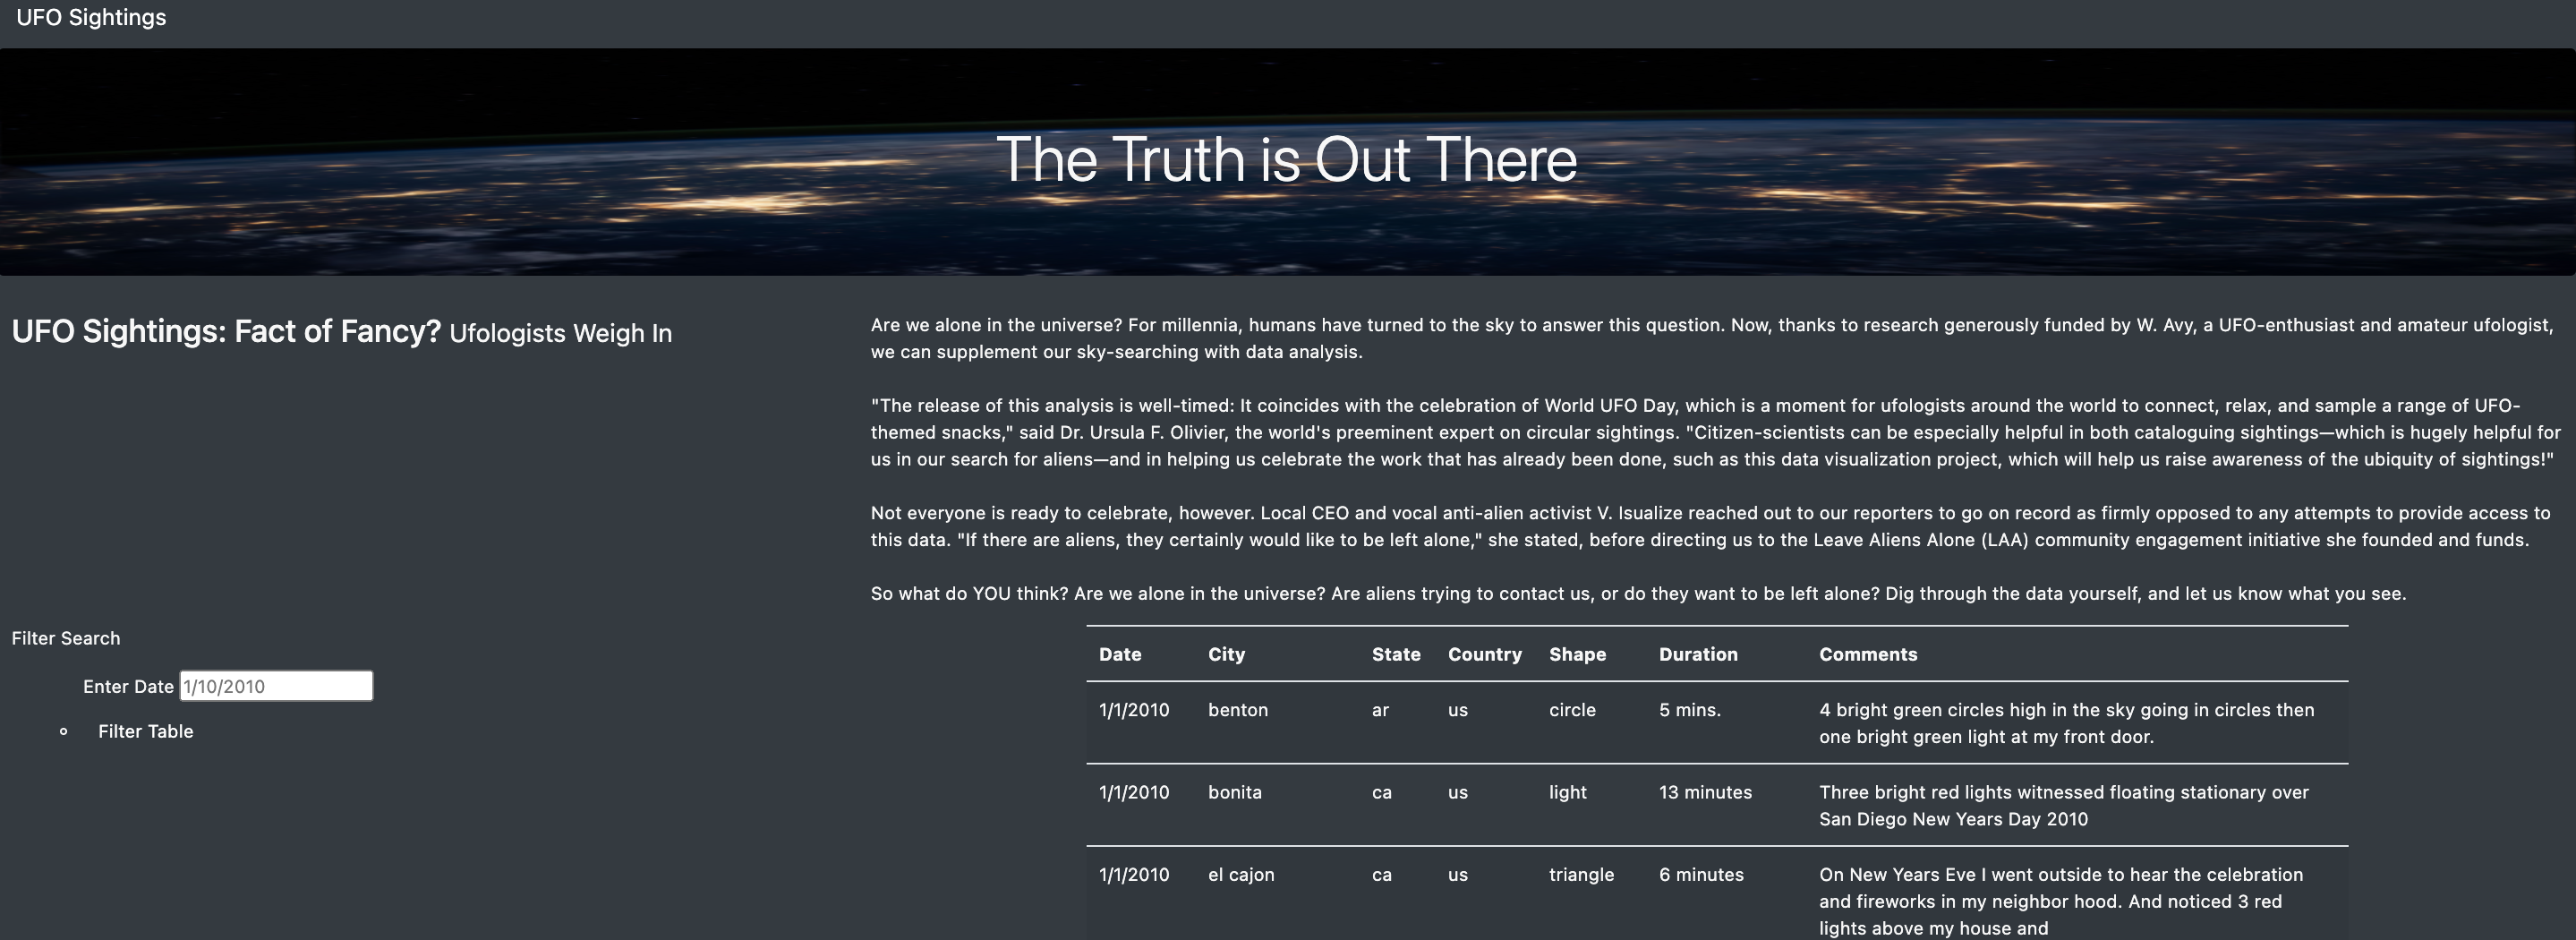 UFO Sightings
The Truth is Out There
UFO Sightings: Fact of Fancy? Ufologists Weigh In
Are we alone in the universe? For millennia, humans have turned to the sky to answer this question. Now, thanks to research generously funded by W. Avy, a UFO-enthusiast and amateur ufologist,
we can supplement our sky-searching with data analysis.
"The release of this analysis is well-timed: It coincides with the celebration of World UFO Day, which is a moment for ufologists around the world to connect, relax, and sample a range of UFO-
themed snacks," said Dr. Ursula F. Olivier, the world's preeminent expert on circular sightings. "Citizen-scientists can be especially helpful in both cataloguing sightings—which is hugely helpful for
us in our search for aliens—and in helping us celebrate the work that has already been done, such as this data visualization project, which will help us raise awareness of the ubiquity of sightings!"
Not everyone is ready to celebrate, however. Local CEO and vocal anti-alien activist V. Isualize reached out to our reporters to go on record as firmly opposed to any attempts to provide access to
this data. "If there are aliens, they certainly would like to be left alone," she stated, before directing us to the Leave Aliens Alone (LAA) community engagement initiative she founded and funds.
So what do YOU think? Are we alone in the universe? Are aliens trying to contact us, or do they want to be left alone? Dig through the data yourself, and let us know what you see.
Filter Search
Enter Date 1/10/2010
Filter Table
Date City State Country Shape Duration Comments
1/1/2010 benton ar us circle 5 mins. 4 bright green circles high in the sky going in circles then
one bright green light at my front door.
1/1/2010 bonita ca us light 13 minutes Three bright red lights witnessed floating stationary over
San Diego New Years Day 2010
1/1/2010 el cajon ca us triangle 6 minutes On New Years Eve I went outside to hear the celebration
and fireworks in my neighbor hood. And noticed 3 red
lights above my house and